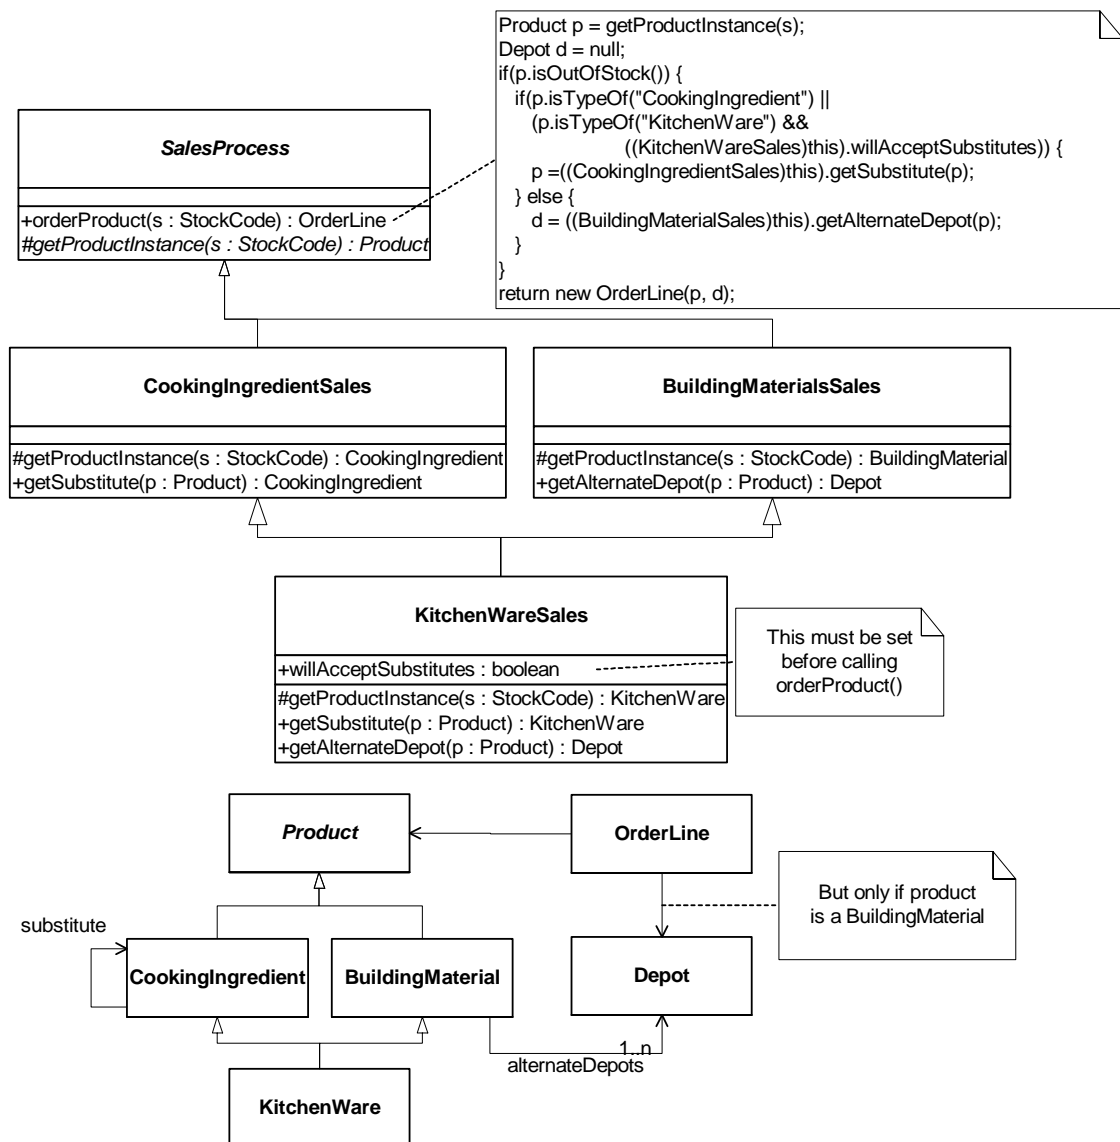 Product p = getProductInstance(s);
Depot d = null;
if(p.isOutOfStock()) {
if(p.isTypeOf("CookingIngredient") ||
(p.isTypeOf("KitchenWare") &&
((KitchenWareSales)this).willAcceptSubstitutes)) {
p =((CookingIngredientSales)this).getSubstitute(p);
} else {
d = ((BuildingMaterialSales)this).getAlternateDepot(p);
}
}
return new OrderLine(p, d);
SalesProcess
+orderProduct(s : StockCode) : OrderLine
#getProductInstance(s : StockCode) : Product
CookingIngredientSales
#getProductInstance(s : StockCode) : CookingIngredient
+getSubstitute(p : Product) : CookingIngredient
BuildingMaterialsSales
#getProductInstance(s : StockCode) : BuildingMaterial
+getAlternateDepot(p : Product) : Depot
KitchenWareSales
+willAcceptSubstitutes : boolean
#getProductInstance(s : StockCode) : KitchenWare
+getSubstitute(p : Product) : KitchenWare
+getAlternateDepot(p : Product) : Depot
This must be set
before calling
orderProduct()
Product
OrderLine
But only if product
is a BuildingMaterial
substitute
CookingIngredient
BuildingMaterial
Depot
1..n
alternateDepots
KitchenWare